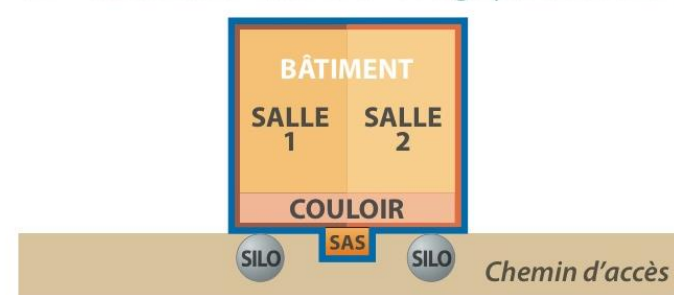 BÂTIMENT
SALLE SALLE
1 2
COULOIR
SAS
SILO SILO
Chemin d'accès